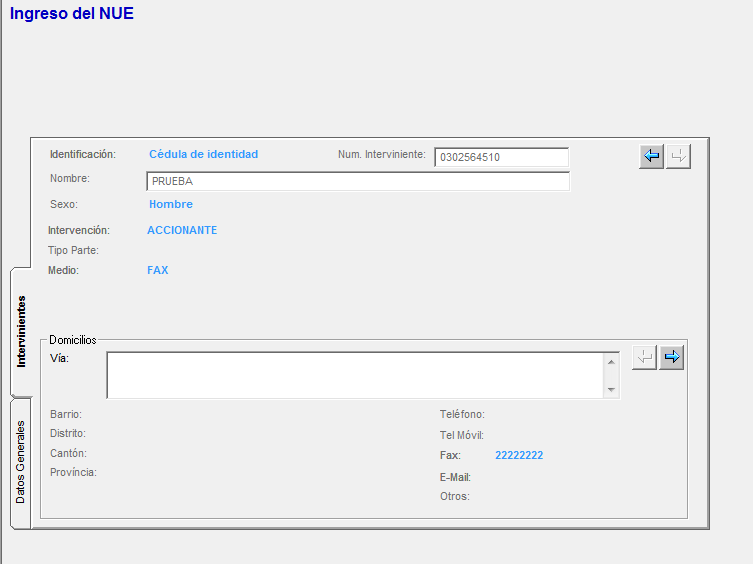 Ingreso del NUE
Identificación: Cédula de identidad Num. Interviniente: 0302564510
Nombre: PRUEBA
Sexo: Hombre
Intervención: ACCIONANTE
Tipo Parte:
Medio: FAX
Intervinientes
Datos Generales
Domicilios
Vía:
Barrio: Teléfono:
Distrito: Tel Móvil:
Cantón: Fax: 22222222
Província: E-Mail:
Otros: